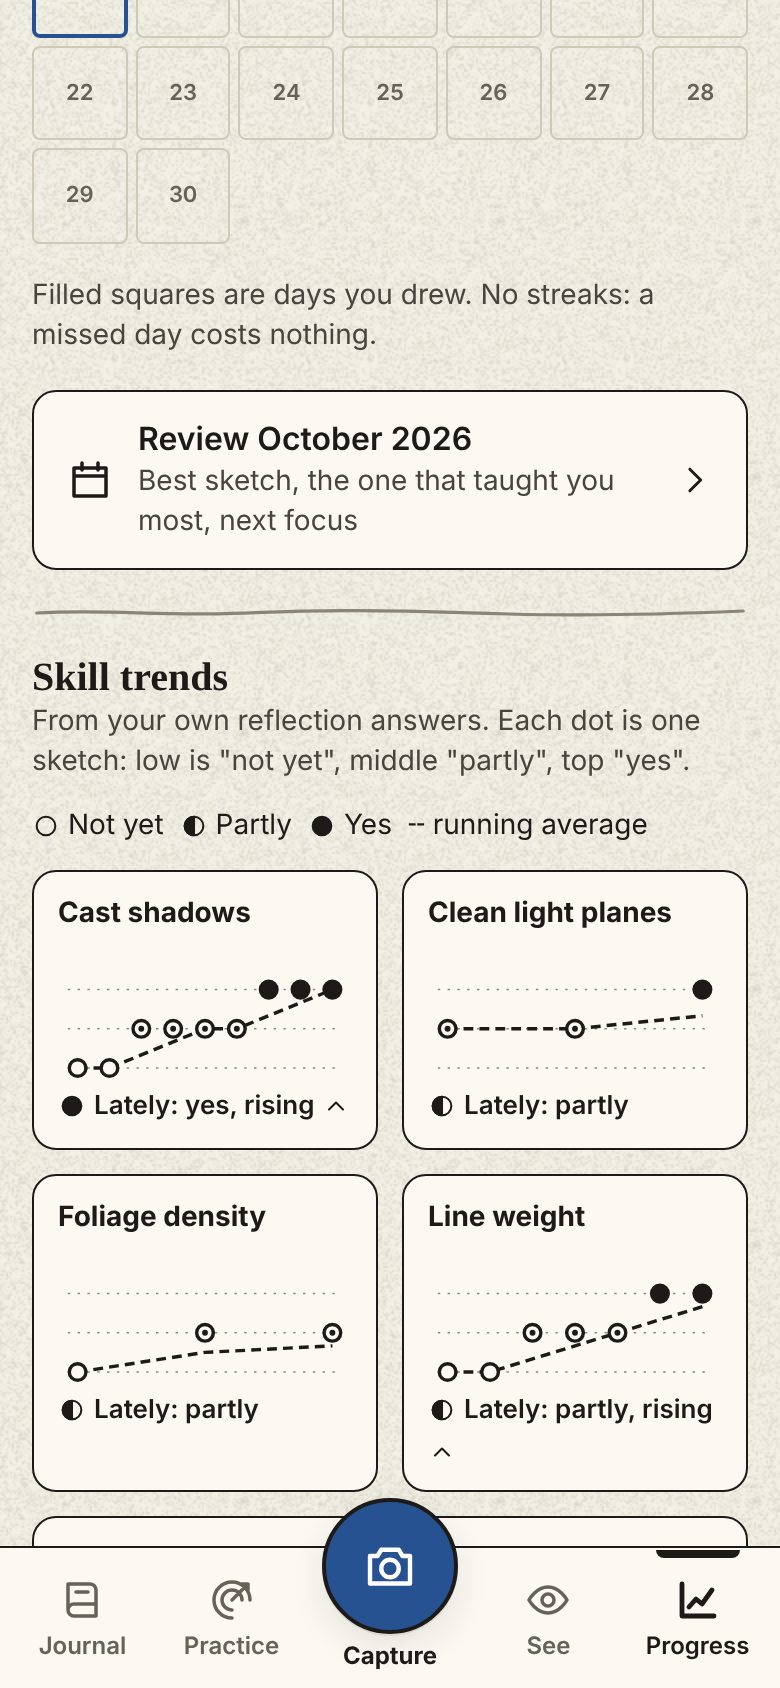 22 23 24 25 26 27 28
29 30
Filled squares are days you drew. No streaks: a
missed day costs nothing.
Review October 2026
Best sketch, the one that taught you
most, next focus
Skill trends
From your own reflection answers. Each dot is one
sketch: low is "not yet", middle "partly", top "yes".
Not yet Partly Yes -- running average
Cast shadows
Lately: yes, rising
Clean light planes
Lately: partly
Foliage density
Lately: partly
Line weight
Lately: partly, rising
Journal Practice Capture See Progress